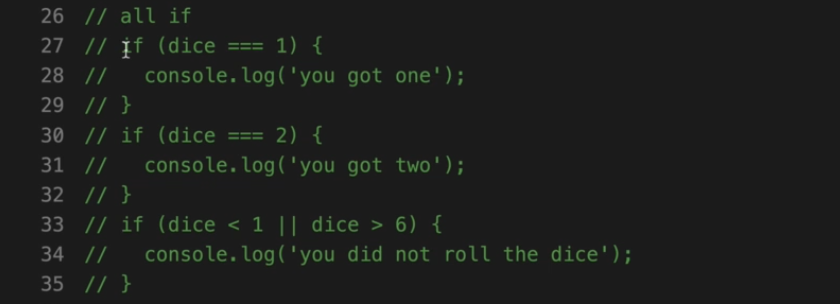 26 // all if
27 // if (dice === 1) {
28 //   console.log('you got one');
29 // }
30 // if (dice === 2) {
31 //   console.log('you got two');
32 // }
33 // if (dice < 1 || dice > 6) {
34 //   console.log('you did not roll the dice');
35 // }